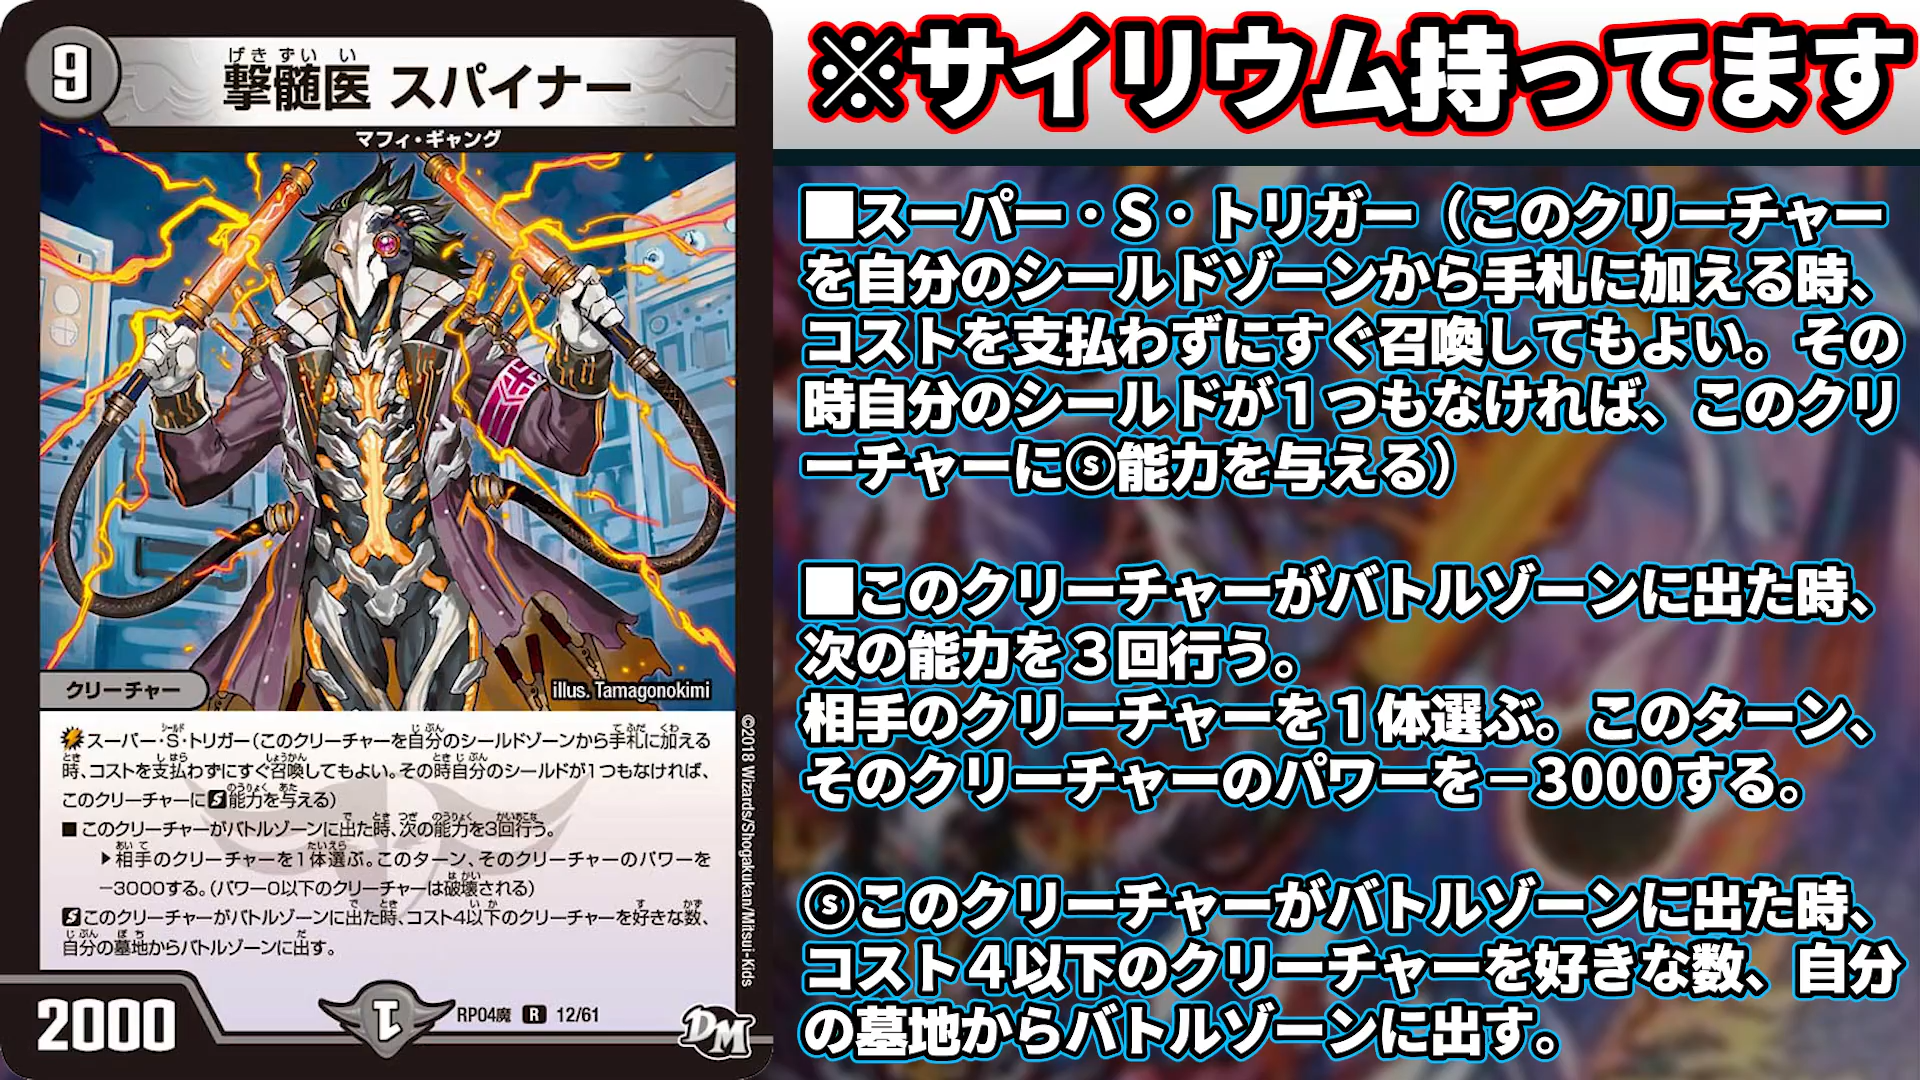 9
げきずいい
撃髄医 スパイナー
マフィ・ギャング
クリーチャー
illus. Tamagonokimi
スーパー・S・トリガー(このクリーチャーを自分のシールドゾーンから手札に加える
時、コストを支払わずにすぐ召喚してもよい。その時自分のシールドが1つもなければ、
このクリーチャーにS能力を与える)
■このクリーチャーがバトルゾーンに出た時、次の能力を3回行う。
▶相手のクリーチャーを1体選ぶ。このターン、そのクリーチャーのパワーを
-3000する。(パワー0以下のクリーチャーは破壊される)
Sこのクリーチャーがバトルゾーンに出た時、コスト4以下のクリーチャーを好きな数、
自分の墓地からバトルゾーンに出す。
©2018 Wizards/Shogakukan/Mitsui-Kids
2000
1
RP04魔 R 12/61
DM
※サイリウム持ってます
■スーパー・S・トリガー（このクリーチャー
を自分のシールドゾーンから手札に加える時、
コストを支払わずにすぐ召喚してもよい。その
時自分のシールドが１つもなければ、このクリ
ーチャーにⓢ能力を与える）
■このクリーチャーがバトルゾーンに出た時、
次の能力を３回行う。
相手のクリーチャーを１体選ぶ。このターン、
そのクリーチャーのパワーを－3000する。
ⓢこのクリーチャーがバトルゾーンに出た時、
コスト４以下のクリーチャーを好きな数、自分
の墓地からバトルゾーンに出す。